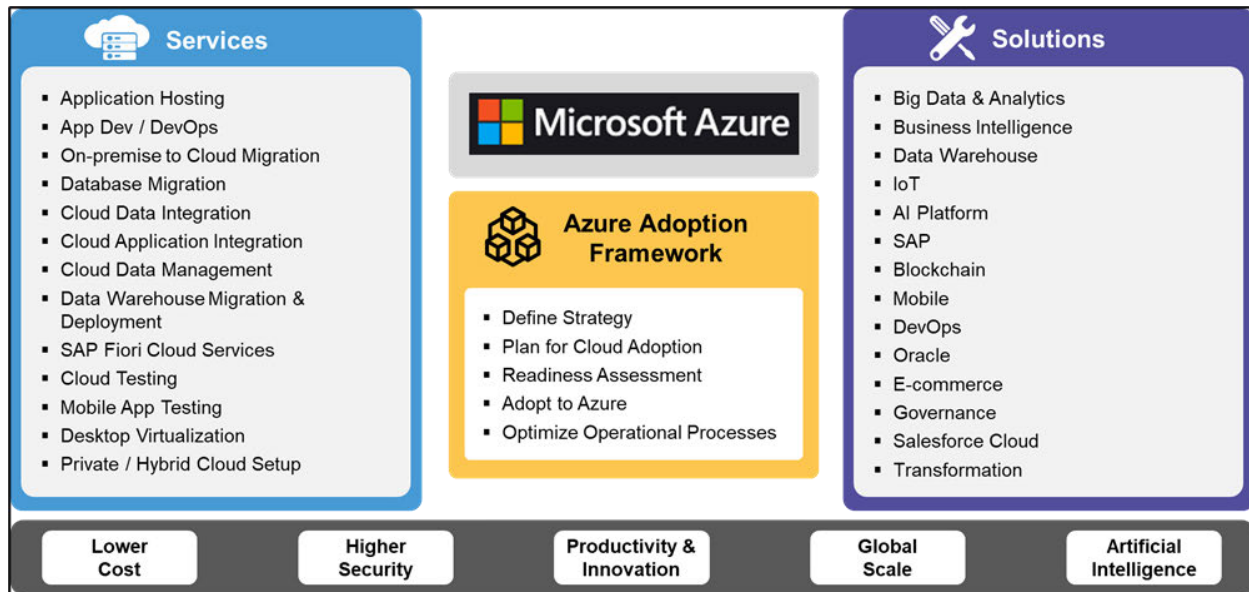 Services
▪ Application Hosting
▪ App Dev / DevOps
▪ On-premise to Cloud Migration
▪ Database Migration
▪ Cloud Data Integration
▪ Cloud Application Integration
▪ Cloud Data Management
▪ Data Warehouse Migration &
Deployment
▪ SAP Fiori Cloud Services
▪ Cloud Testing
▪ Mobile App Testing
▪ Desktop Virtualization
▪ Private / Hybrid Cloud Setup
Microsoft Azure
Azure Adoption
Framework
▪ Define Strategy
▪ Plan for Cloud Adoption
▪ Readiness Assessment
▪ Adopt to Azure
▪ Optimize Operational Processes
Solutions
▪ Big Data & Analytics
▪ Business Intelligence
▪ Data Warehouse
▪ IoT
▪ AI Platform
▪ SAP
▪ Blockchain
▪ Mobile
▪ DevOps
▪ Oracle
▪ E-commerce
▪ Governance
▪ Salesforce Cloud
▪ Transformation
Lower
Cost
Higher
Security
Productivity &
Innovation
Global
Scale
Artificial
Intelligence